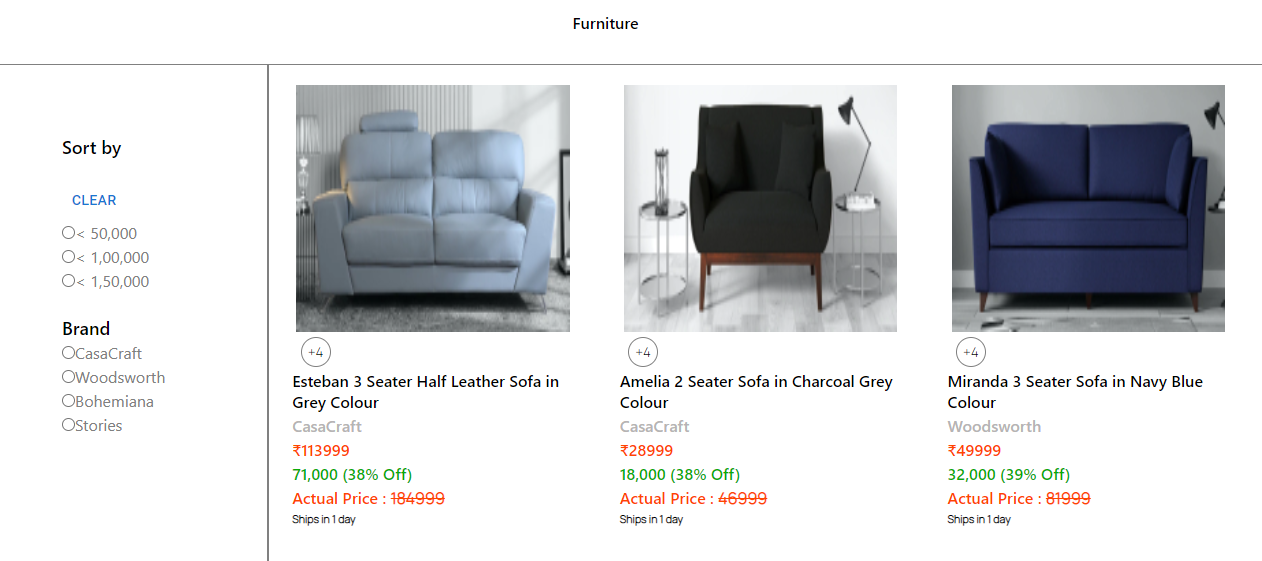 Furniture
Sort by
CLEAR
< 50,000
< 1,00,000
< 1,50,000
Brand
CasaCraft
Woodsworth
Bohemiana
Stories
+4
Esteban 3 Seater Half Leather Sofa in
Grey Colour
CasaCraft
₹113999
71,000 (38% Off)
Actual Price : 184999
Ships in 1 day
+4
Amelia 2 Seater Sofa in Charcoal Grey
Colour
CasaCraft
₹28999
18,000 (38% Off)
Actual Price : 46999
Ships in 1 day
+4
Miranda 3 Seater Sofa in Navy Blue
Colour
Woodsworth
₹49999
32,000 (39% Off)
Actual Price : 81999
Ships in 1 day